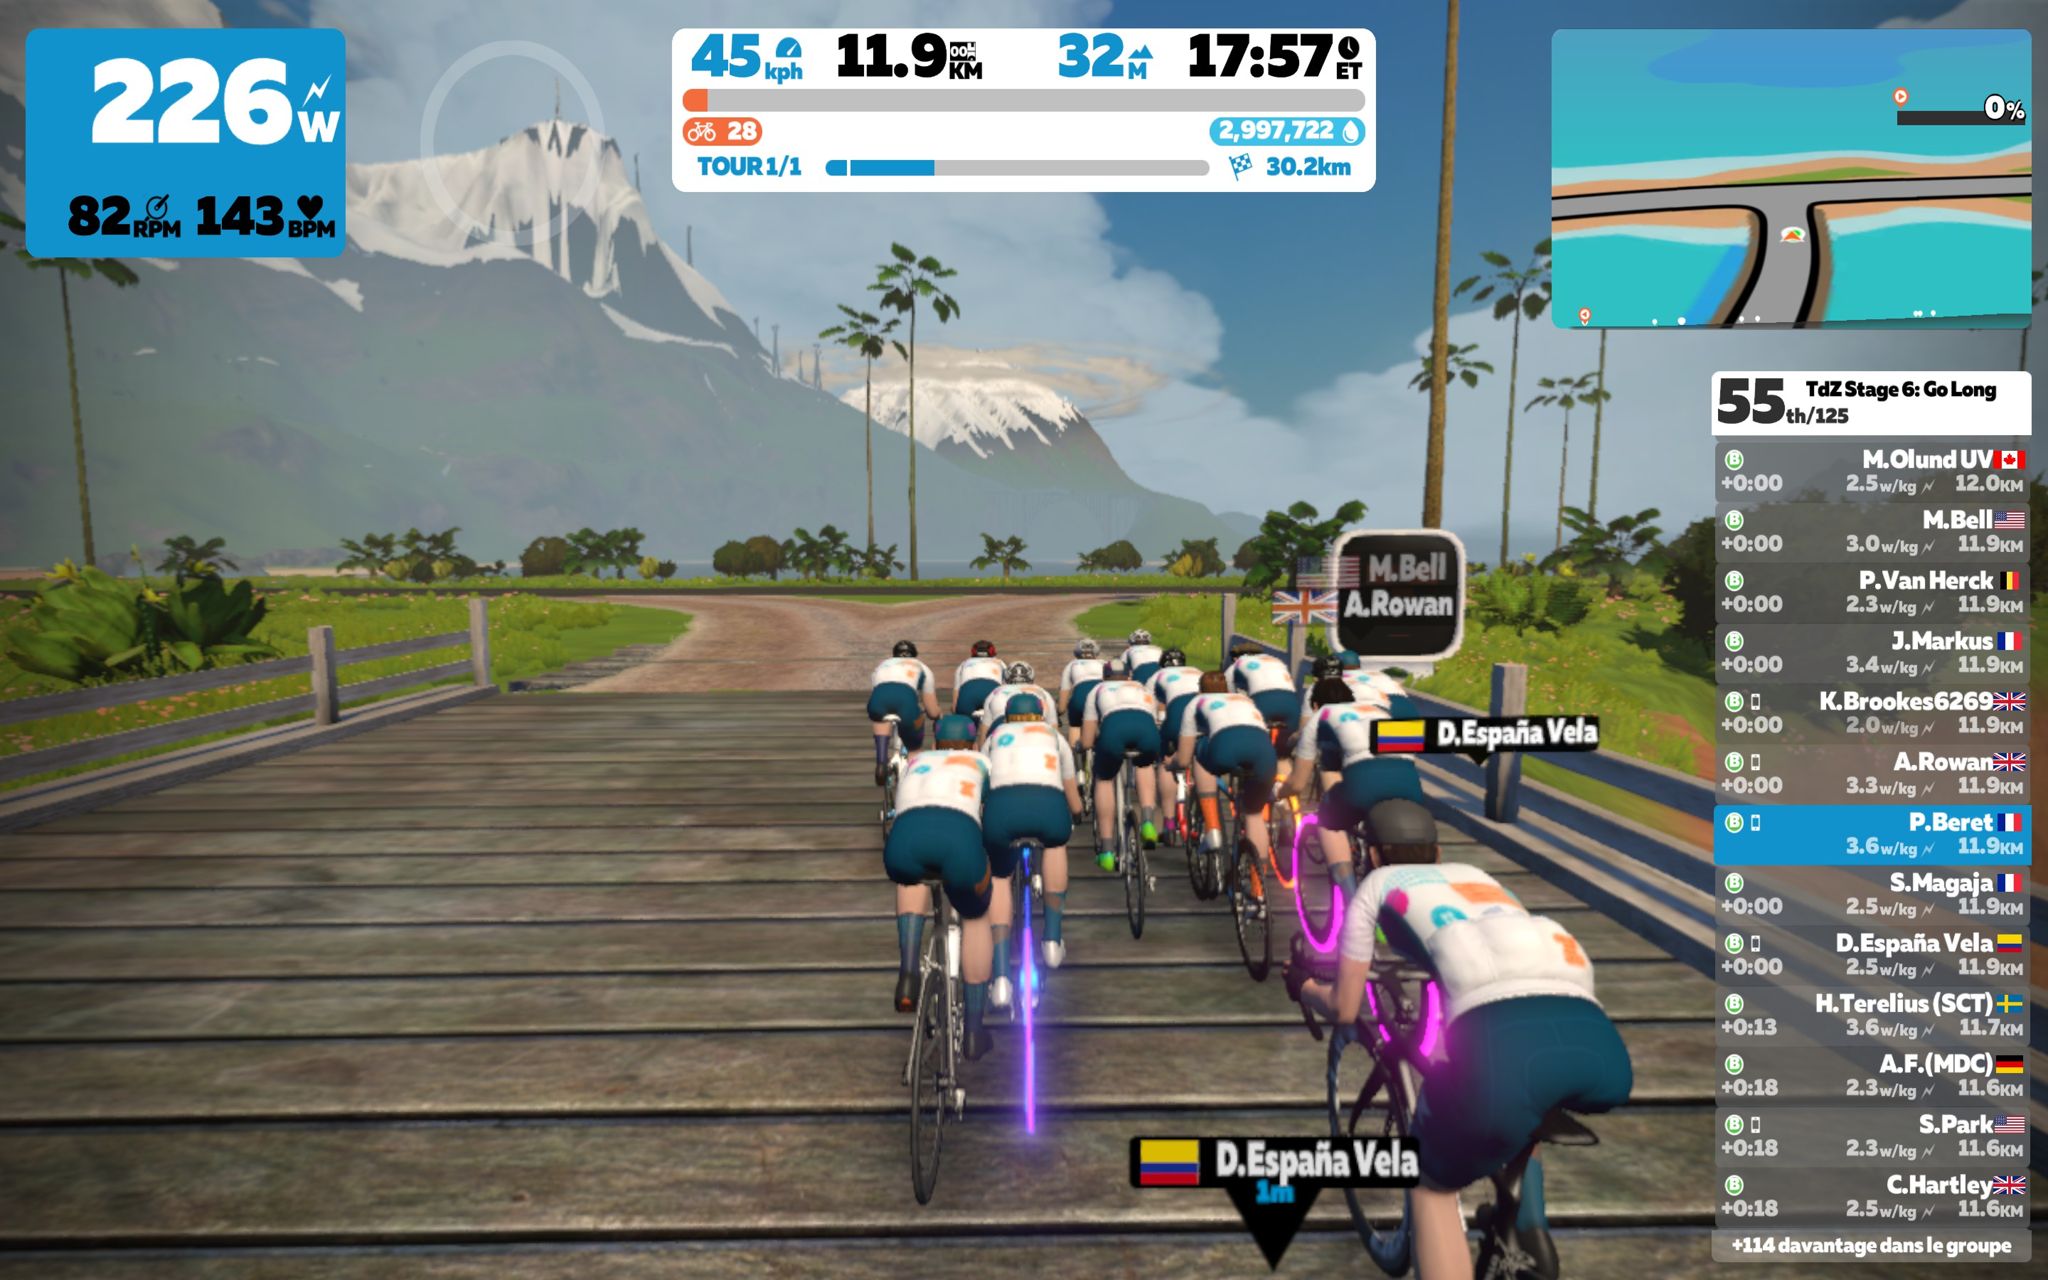 226 W
82 RPM 143 BPM
45 kph 11.9 KM 32 M 17:57 ET
28
2,997,722
TOUR 1/1
30.2km
0%
55th/125
TdZ Stage 6: Go Long
B M.Olund UV
+0:00 2.5w/kg 12.0KM
B M.Bell
+0:00 3.0w/kg 11.9KM
B P.Van Herck
+0:00 2.3w/kg 11.9KM
B J.Markus
+0:00 3.4w/kg 11.9KM
B K.Brookes6269
+0:00 2.0w/kg 11.9KM
B A.Rowan
+0:00 3.3w/kg 11.9KM
B P.Beret
3.6w/kg 11.9KM
B S.Magaja
+0:00 2.5w/kg 11.9KM
B D.España Vela
+0:00 2.5w/kg 11.9KM
B H.Terelius (SCT)
+0:13 3.6w/kg 11.7KM
B A.F.(MDC)
+0:18 2.3w/kg 11.6KM
B S.Park
+0:18 2.3w/kg 11.6KM
B C.Hartley
+0:18 2.5w/kg 11.6KM
+114 davantage dans le groupe
M.Bell
A.Rowan
D.España Vela
D.España Vela
1m